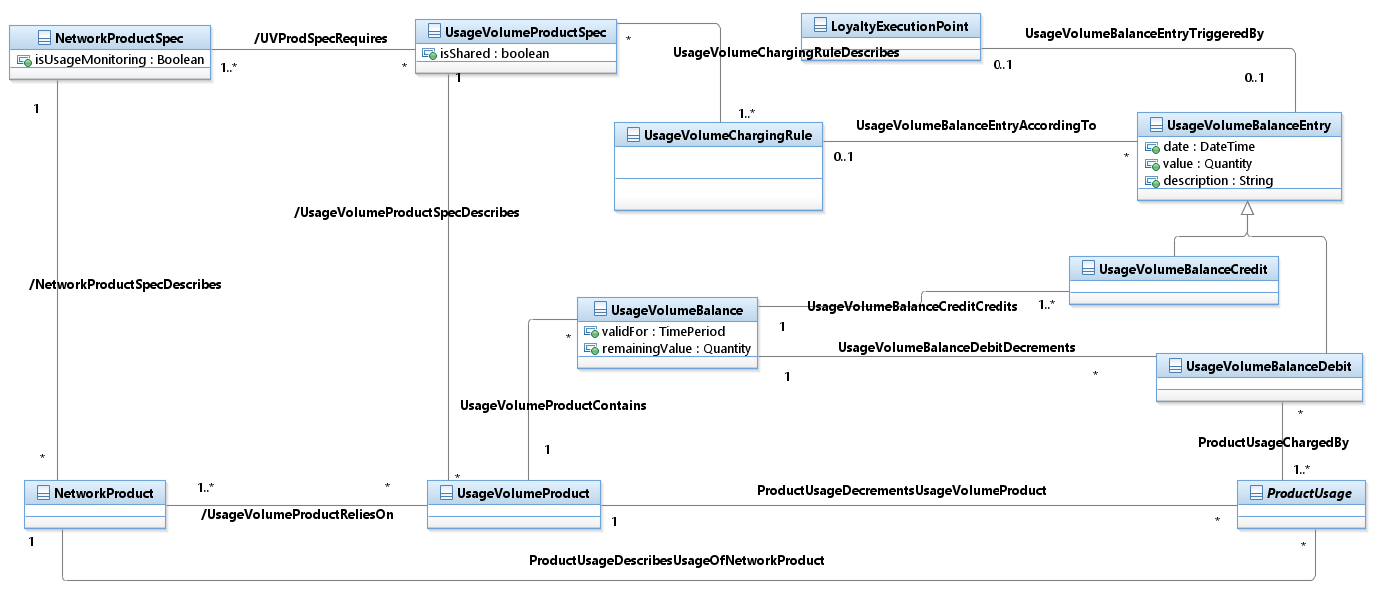 NetworkProductSpec
isUsageMonitoring : Boolean
/UVProdSpecRequires
1..*
*
UsageVolumeProductSpec
isShared : boolean
*
1
UsageVolumeChargingRuleDescribes
1..*
LoyaltyExecutionPoint
UsageVolumeBalanceEntryTriggeredBy
0..1
0..1
1
UsageVolumeChargingRule
UsageVolumeBalanceEntryAccordingTo
0..1
*
UsageVolumeBalanceEntry
date : DateTime
value : Quantity
description : String
/UsageVolumeProductSpecDescribes
/NetworkProductSpecDescribes
UsageVolumeBalanceCredit
UsageVolumeBalance
validFor : TimePeriod
remainingValue : Quantity
*
UsageVolumeBalanceCreditCredits
1
1..*
UsageVolumeBalanceDebitDecrements
1
*
UsageVolumeBalanceDebit
*
UsageVolumeProductContains
1
ProductUsageChargedBy
1..*
*
*
NetworkProduct
1..*
*
/UsageVolumeProductReliesOn
UsageVolumeProduct
ProductUsageDecrementsUsageVolumeProduct
1
*
ProductUsage
1
*
ProductUsageDescribesUsageOfNetworkProduct